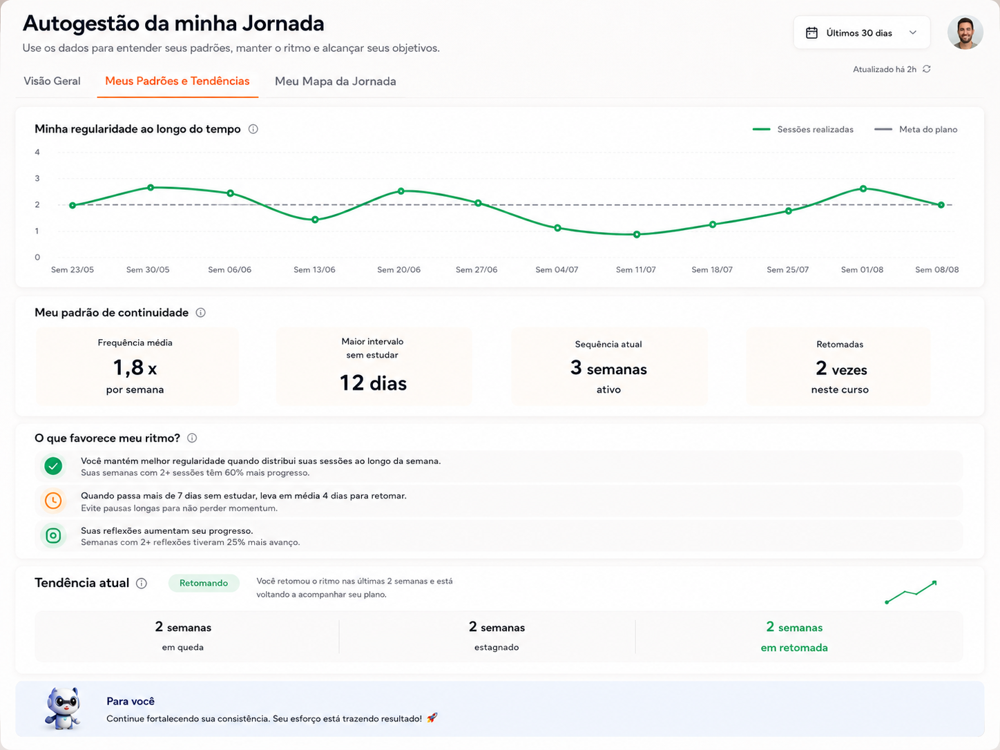 Autogestão da minha Jornada
Use os dados para entender seus padrões, manter o ritmo e alcançar seus objetivos.
Últimos 30 dias
Atualizado há 2h
Visão Geral
Meus Padrões e Tendências
Meu Mapa da Jornada
Minha regularidade ao longo do tempo
Sessões realizadas
Meta do plano
4
3
2
1
0
Sem 23/05
Sem 30/05
Sem 06/06
Sem 13/06
Sem 20/06
Sem 27/06
Sem 04/07
Sem 11/07
Sem 18/07
Sem 25/07
Sem 01/08
Sem 08/08
Meu padrão de continuidade
Frequência média
1,8 x
por semana
Maior intervalo
sem estudar
12 dias
Sequência atual
3 semanas
ativo
Retomadas
2 vezes
neste curso
O que favorece meu ritmo?
Você mantém melhor regularidade quando distribui suas sessões ao longo da semana.
Suas semanas com 2+ sessões têm 60% mais progresso.
Quando passa mais de 7 dias sem estudar, leva em média 4 dias para retomar.
Evite pausas longas para não perder momentum.
Suas reflexões aumentam seu progresso.
Semanas com 2+ reflexões tiveram 25% mais avanço.
Tendência atual
Retomando
Você retomou o ritmo nas últimas 2 semanas e está
voltando a acompanhar seu plano.
2 semanas
em queda
2 semanas
estagnado
2 semanas
em retomada
Para você
Continue fortalecendo sua consistência. Seu esforço está trazendo resultado! 🚀